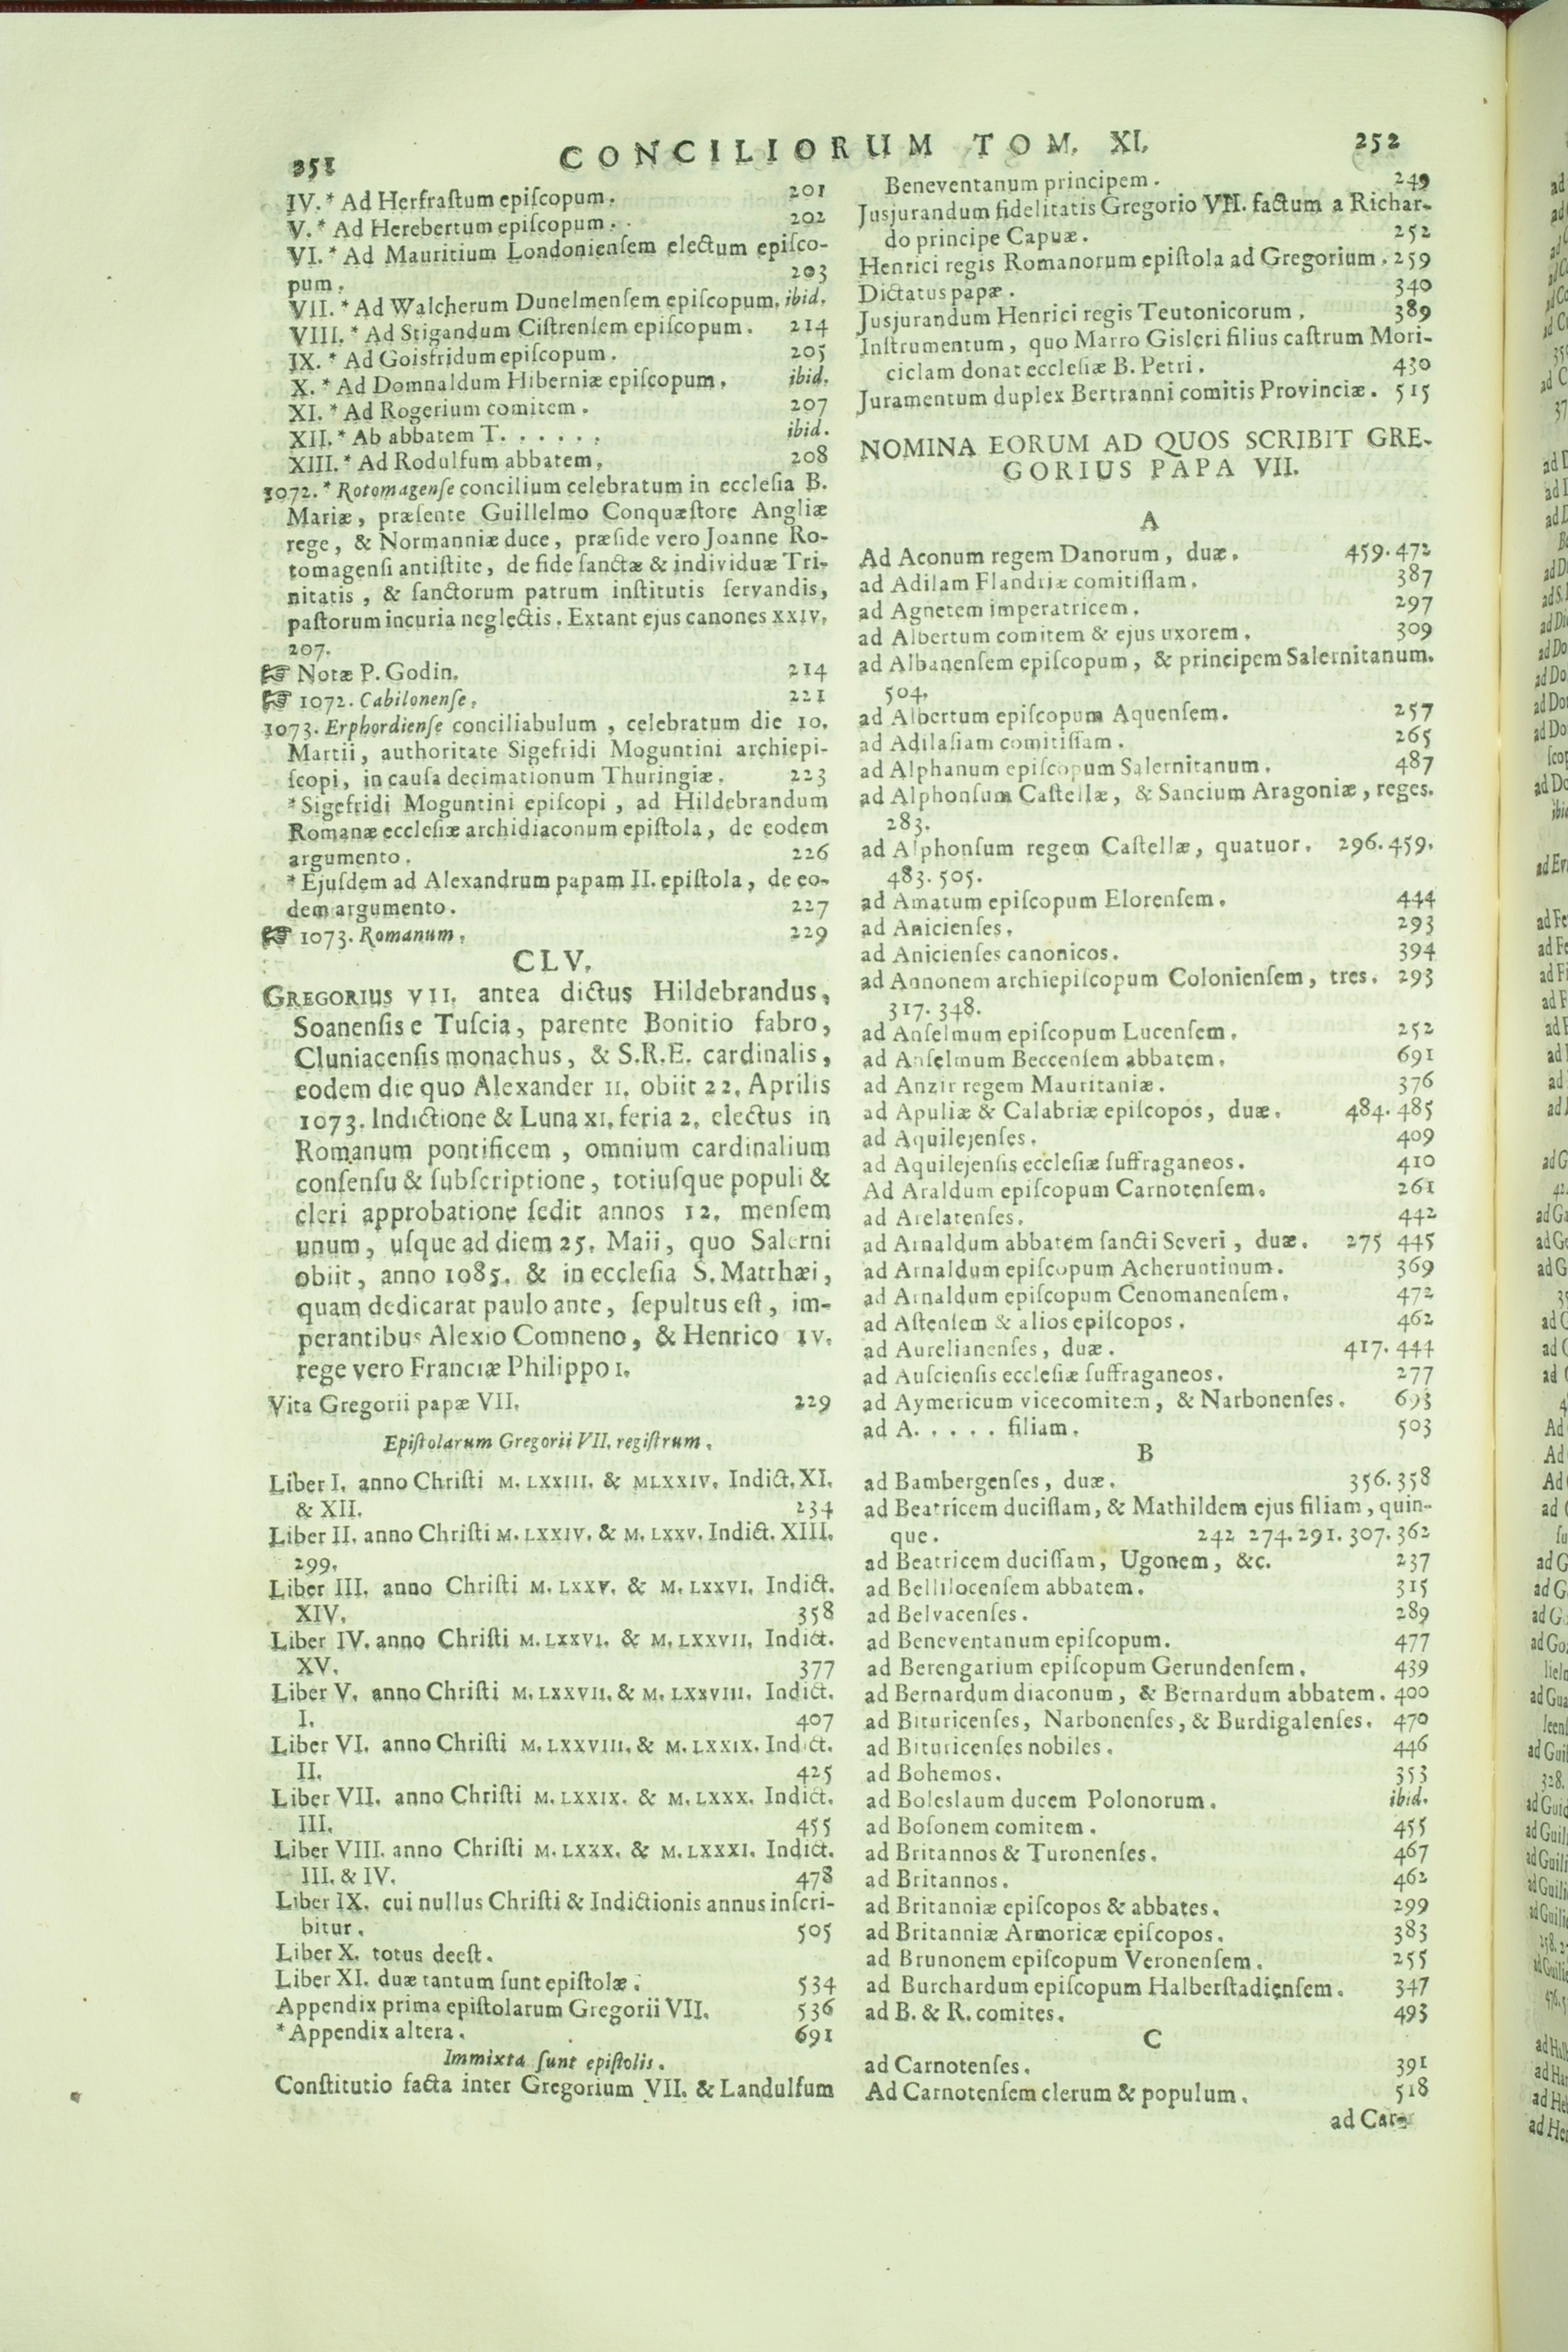 351
CONCILIORUM TOM. XI.
252
IV. * Ad Herfraſtum epiſcopum. 201
V. * Ad Herebertum epiſcopum. 202
VI. * Ad Mauritium Londonienſem electum epiſco-
pum. 203
VII. * Ad Walcherum Dunelmenſem epiſcopum. ibid.
VIII. * Ad Stigandum Ciſtrenſem epiſcopum. 214
IX. * Ad Goisfridum epiſcopum. 205
X. * Ad Domnaldum Hiberniæ epiſcopum. ibid.
XI. * Ad Rogerium comitem. 207
XII. * Ab abbatem T. . . . . . ibid.
XIII. * Ad Rodulfum abbatem. 208
1072. * Rotomagenſe concilium celebratum in eccleſia B.
Mariæ, præſente Guillelmo Conquæſtore Angliæ
rege, & Normanniæ duce, præſide vero Joanne Ro-
tomagenſi antiſtite, de fide ſanctæ & individuæ Tri-
nitatis, & ſanctorum patrum inſtitutis ſervandis,
paſtorum incuria neglectis. Extant ejus canones XXIV.
207.
☞ Notæ P. Godin. 214
☞ 1072. Cabilonenſe. 221
1073. Erphordienſe conciliabulum, celebratum die 10.
Martii, authoritate Sigefridi Moguntini archiepi-
ſcopi, in cauſa decimationum Thuringiæ. 223
* Sigefridi Moguntini epiſcopi, ad Hildebrandum
Romanæ eccleſiæ archidiaconum epiſtola, de eodem
argumento. 226
* Ejuſdem ad Alexandrum papam II. epiſtola, de eo-
dem argumento. 227
☞ 1073. Romanum. 229
CLV.
GREGORIUS VII. antea dictus Hildebrandus,
Soanenſis e Tuſcia, parente Bonitio fabro,
Cluniacenſis monachus, & S.R.E. cardinalis,
eodem die quo Alexander II. obiit 22. Aprilis
1073. Indictione & Luna XI. feria 2. electus in
Romanum pontificem, omnium cardinalium
conſenſu & ſubſcriptione, totiuſque populi &
cleri approbatione ſedit annos 12. menſem
unum, uſque ad diem 25. Maii, quo Salerni
obiit, anno 1085. & in eccleſia S. Matthæi,
quam dedicarat paulo ante, ſepultus eſt, im-
perantibus Alexio Comneno, & Henrico IV.
rege vero Franciæ Philippo I.
Vita Gregorii papæ VII. 229
Epiſtolarum Gregorii VII. regiſtrum.
Liber I. anno Chriſti M. LXXIII. & MLXXIV. Indict. XI.
& XII. 234
Liber II. anno Chriſti M. LXXIV. & M. LXXV. Indict. XIII.
299.
Liber III. anno Chriſti M. LXXV. & M. LXXVI. Indict.
XIV. 358
Liber IV. anno Chriſti M. LXXVI. & M. LXXVII. Indict.
XV. 377
Liber V. anno Chriſti M. LXXVII. & M. LXXVIII. Indict.
I. 407
Liber VI. anno Chriſti M. LXXVIII. & M. LXXIX. Indict.
II. 425
Liber VII. anno Chriſti M. LXXIX. & M. LXXX. Indict.
III. 455
Liber VIII. anno Chriſti M. LXXX. & M. LXXXI. Indict.
III. & IV. 478
Liber IX. cui nullus Chriſti & Indictionis annus inſcri-
bitur. 505
Liber X. totus deeſt.
Liber XI. duæ tantum ſunt epiſtolæ. 534
Appendix prima epiſtolarum Gregorii VII. 536
* Appendix altera. 691
Immixta ſunt epiſtolis.
Conſtitutio facta inter Gregorium VII. & Landulfum
Beneventanum principem. 249
Jusjurandum fidelitatis Gregorio VII. factum a Richar-
do principe Capuæ. 252
Henrici regis Romanorum epiſtola ad Gregorium. 259
Dictatus papæ. 340
Jusjurandum Henrici regis Teutonicorum. 389
Inſtrumentum, quo Marro Gisleri filius caſtrum Mori-
ciclam donat eccleſiæ B. Petri. 430
Juramentum duplex Bertranni comitis Provinciæ. 515
NOMINA EORUM AD QUOS SCRIBIT GRE-
GORIUS PAPA VII.
A
Ad Aconum regem Danorum, duæ. 459. 472
ad Adilam Flandriæ comitiſſam. 387
ad Agnetem imperatricem. 297
ad Albertum comitem & ejus uxorem. 309
ad Albanenſem epiſcopum, & principem Salernitanum.
504.
ad Albertum epiſcopum Aquenſem. 257
ad Adilaſiam comitiſſam. 265
ad Alphanum epiſcopum Salernitanum. 487
ad Alphonſum Caſtellæ, & Sancium Aragoniæ, reges.
283.
ad Alphonſum regem Caſtellæ, quatuor. 296. 459.
483. 505.
ad Amatum epiſcopum Elorenſem. 444
ad Anicienſes. 293
ad Anicienſes canonicos. 394
ad Annonem archiepiſcopum Colonienſem, tres. 293
317. 348.
ad Anſelmum epiſcopum Lucenſem. 252
ad Anſelmum Beccenſem abbatem. 691
ad Anzir regem Mauritaniæ. 376
ad Apuliæ & Calabriæ epiſcopos, duæ. 484. 485
ad Aquilejenſes. 409
ad Aquilejenſis eccleſiæ ſuffraganeos. 410
Ad Araldum epiſcopum Carnotenſem. 261
ad Arelatenſes. 442
ad Arnaldum abbatem ſancti Severi, duæ. 275 445
ad Arnaldum epiſcopum Acheruntinum. 369
ad Arnaldum epiſcopum Cenomanenſem. 472
ad Aſtenſem & alios epiſcopos. 462
ad Aurelianenſes, duæ. 417. 444
ad Auſcienſis eccleſiæ ſuffraganeos. 277
ad Aymericum vicecomitem, & Narbonenſes. 693
ad A. . . . . filiam. 503
B
ad Bambergenſes, duæ. 356. 358
ad Beatricem duciſſam, & Mathildem ejus filiam, quin-
que. 242 274. 291. 307. 362
ad Beatricem duciſſam, Ugonem, &c. 237
ad Bellilocenſem abbatem. 315
ad Belvacenſes. 289
ad Beneventanum epiſcopum. 477
ad Berengarium epiſcopum Gerundenſem. 439
ad Bernardum diaconum, & Bernardum abbatem. 400
ad Bituricenſes, Narbonenſes, & Burdigalenſes. 470
ad Bituricenſes nobiles. 446
ad Bohemos. 353
ad Boleslaum ducem Polonorum. ibid.
ad Boſonem comitem. 455
ad Britannos & Turonenſes. 467
ad Britannos. 462
ad Britanniæ epiſcopos & abbates. 299
ad Britanniæ Armoricæ epiſcopos. 383
ad Brunonem epiſcopum Veronenſem. 255
ad Burchardum epiſcopum Halberſtadienſem. 347
ad B. & R. comites. 493
C
ad Carnotenſes. 391
Ad Carnotenſem clerum & populum. 518
ad Car-